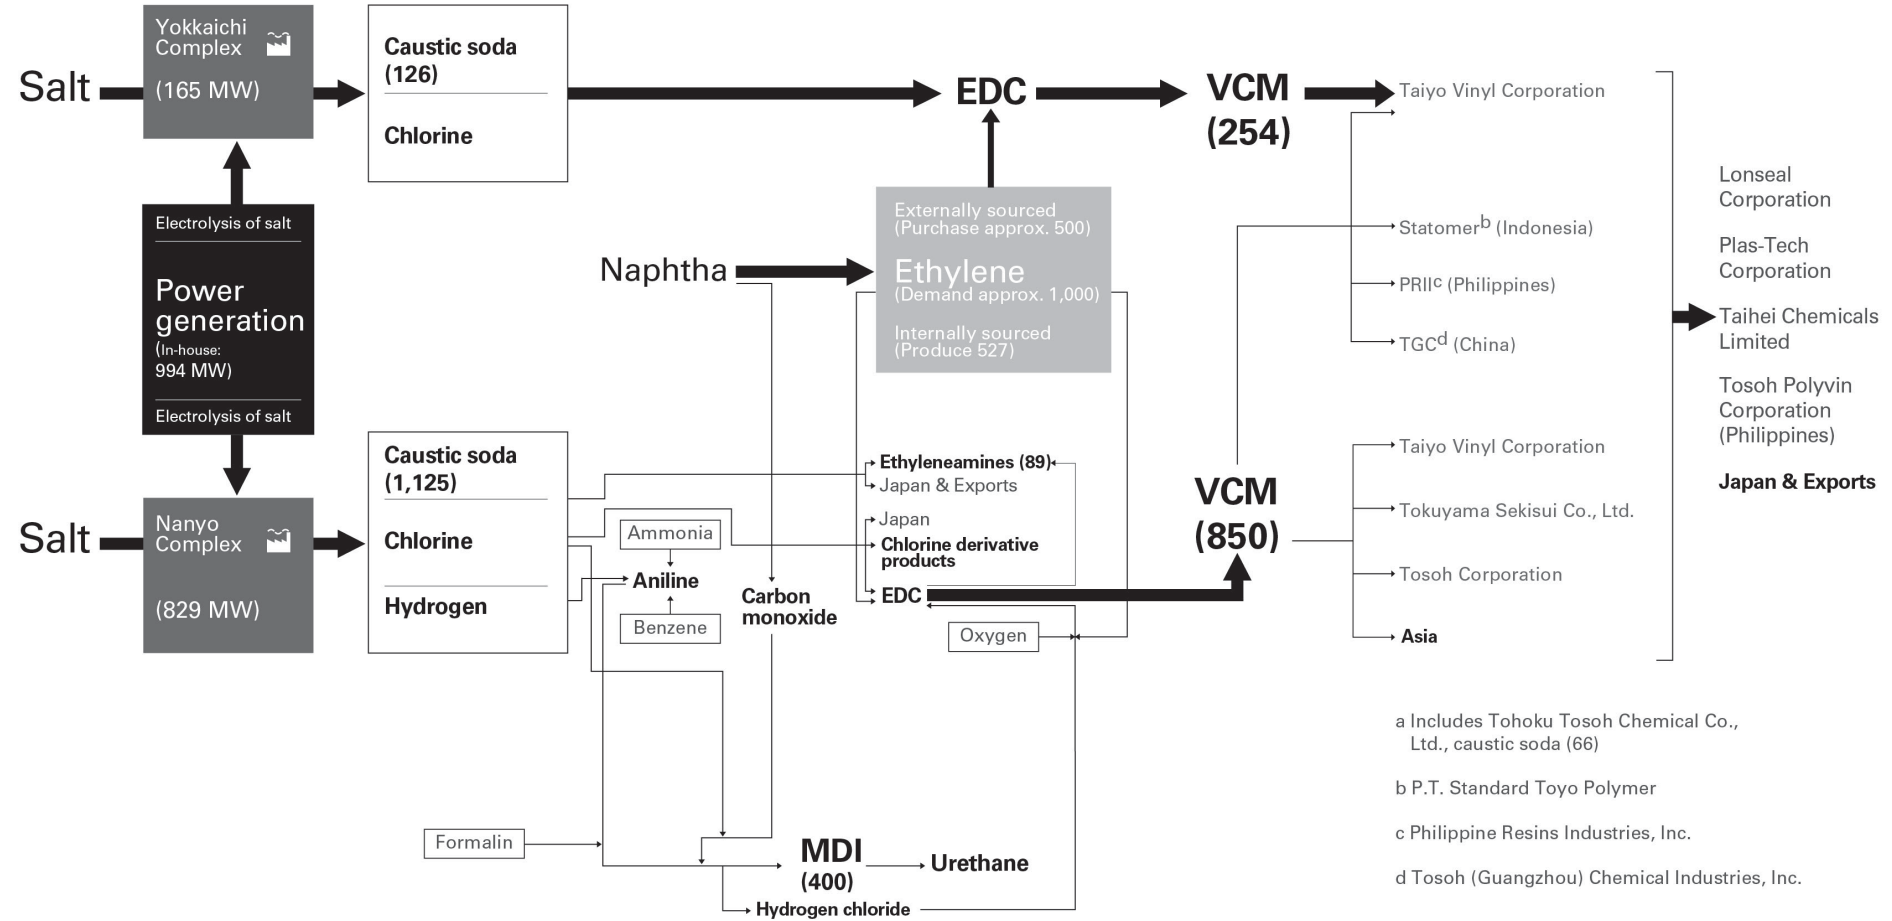 Salt
Yokkaichi
Complex
(165 MW)
Caustic soda
(126)
Chlorine
EDC
VCM
(254)
Taiyo Vinyl Corporation
Electrolysis of salt
Power
generation
(In-house:
994 MW)
Electrolysis of salt
Naphtha
Externally sourced
(Purchase approx. 500)
Ethylene
(Demand approx. 1,000)
Internally sourced
(Produce 527)
Statomerb (Indonesia)
PRIIc (Philippines)
TGCd (China)
Lonseal
Corporation
Plas-Tech
Corporation
Taihei Chemicals
Limited
Tosoh Polyvin
Corporation
(Philippines)
Japan & Exports
Salt
Nanyo
Complex
(829 MW)
Caustic soda
(1,125)
Chlorine
Hydrogen
Ammonia
Aniline
Benzene
Carbon
monoxide
Ethyleneamines (89)
Japan & Exports
Japan
Chlorine derivative
products
EDC
Oxygen
VCM
(850)
Taiyo Vinyl Corporation
Tokuyama Sekisui Co., Ltd.
Tosoh Corporation
Asia
Formalin
MDI
(400)
Urethane
Hydrogen chloride
a Includes Tohoku Tosoh Chemical Co.,
Ltd., caustic soda (66)
b P.T. Standard Toyo Polymer
c Philippine Resins Industries, Inc.
d Tosoh (Guangzhou) Chemical Industries, Inc.